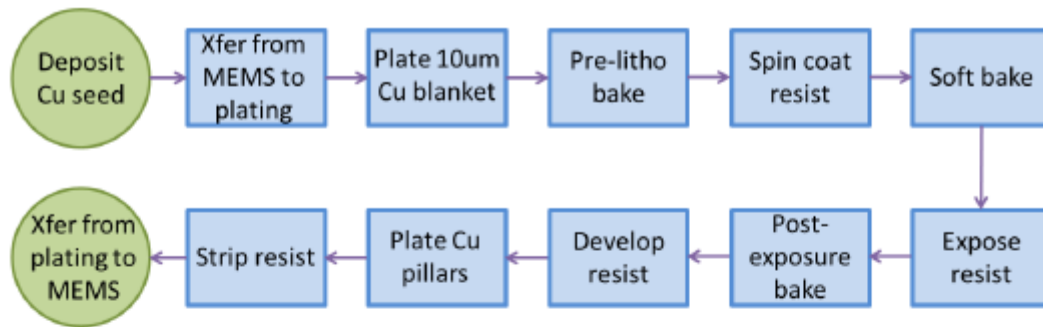 Deposit
Cu seed
Xfer from
MEMS to
plating
Plate 10um
Cu blanket
Pre-litho
bake
Spin coat
resist
Soft bake
Xfer from
plating to
MEMS
Strip resist
Plate Cu
pillars
Develop
resist
Post-
exposure
bake
Expose
resist